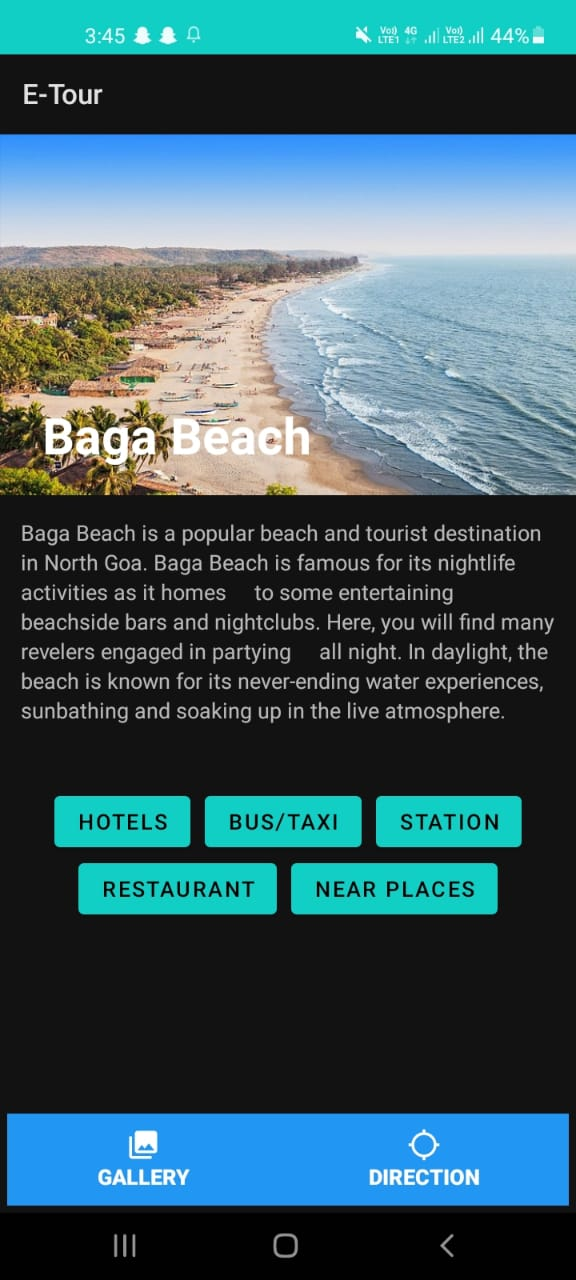 3:45 Vo)) LTE1 4G Vo)) LTE2 44%
E-Tour
Baga Beach
Baga Beach is a popular beach and tourist destination
in North Goa. Baga Beach is famous for its nightlife
activities as it homes to some entertaining
beachside bars and nightclubs. Here, you will find many
revelers engaged in partying all night. In daylight, the
beach is known for its never-ending water experiences,
sunbathing and soaking up in the live atmosphere.
HOTELS BUS/TAXI STATION
RESTAURANT NEAR PLACES
GALLERY DIRECTION